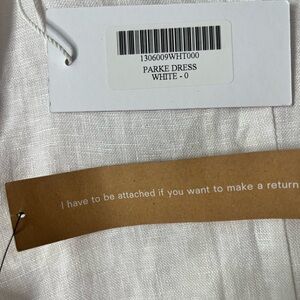 1306009WHT000
PARKE DRESS
WHITE - 0
I have to be attached if you want to make a return